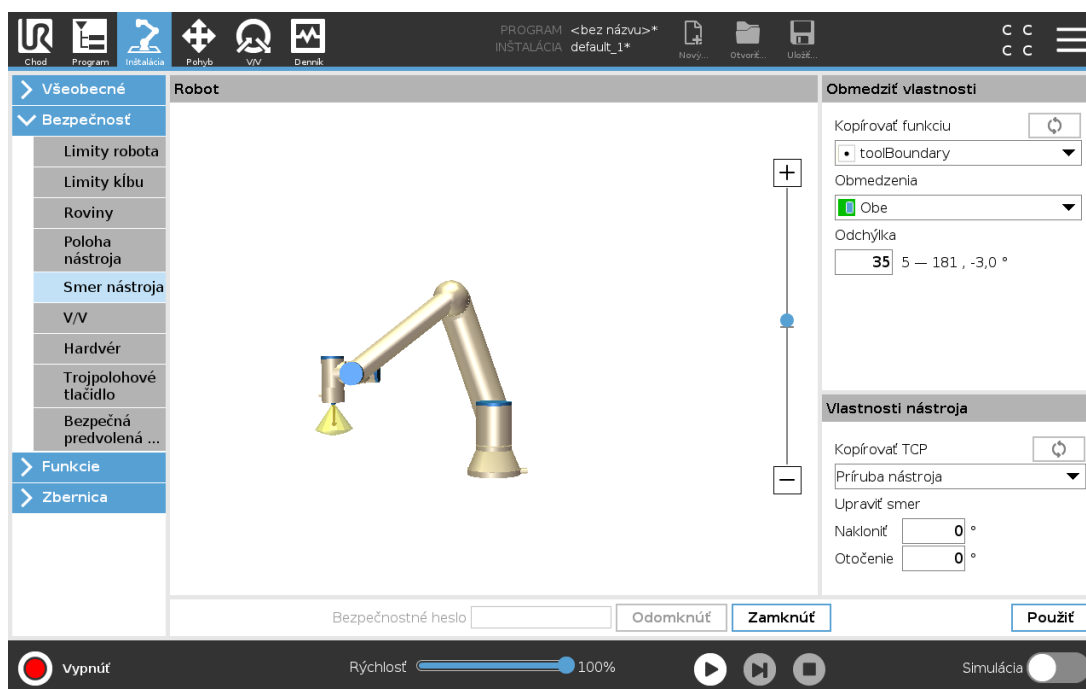 PROGRAM <bez názvu>*
INŠTALÁCIA default_1*
Chod
Program
Inštalácia
Pohyb
V/V
Denník
Nový...
Otvoriť...
Uložiť...
C C
C C
Všeobecné
Bezpečnosť
Limity robota
Limity kĺbu
Roviny
Poloha
nástroja
Smer nástroja
V/V
Hardvér
Trojpolohové
tlačidlo
Bezpečná
predvolená ...
Funkcie
Zbernica
Robot
Obmedziť vlastnosti
Kopírovať funkciu
toolBoundary
Obmedzenia
Obe
Odchýlka
35 5 — 181 , -3,0 °
Vlastnosti nástroja
Kopírovať TCP
Príruba nástroja
Upraviť smer
Nakloniť 0 °
Otočenie 0 °
Bezpečnostné heslo
Odomknúť
Zamknúť
Použiť
Vypnúť
Rýchlosť
100%
Simulácia